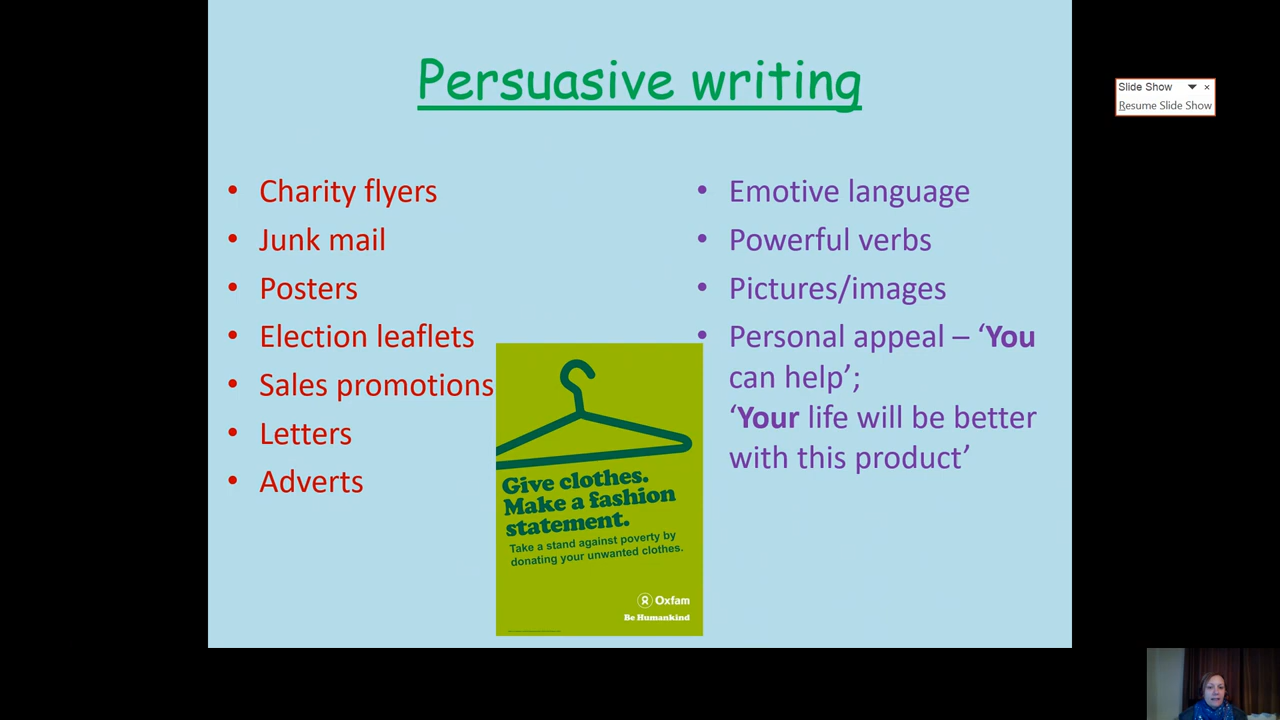 Persuasive writing
• Charity flyers
• Junk mail
• Posters
• Election leaflets
• Sales promotions
• Letters
• Adverts
• Emotive language
• Powerful verbs
• Pictures/images
• Personal appeal – ‘You
can help’;
‘Your life will be better
with this product’
Give clothes.
Make a fashion
statement.
Take a stand against poverty by
donating your unwanted clothes.
Oxfam
Be Humankind
Slide Show
Resume Slide Show